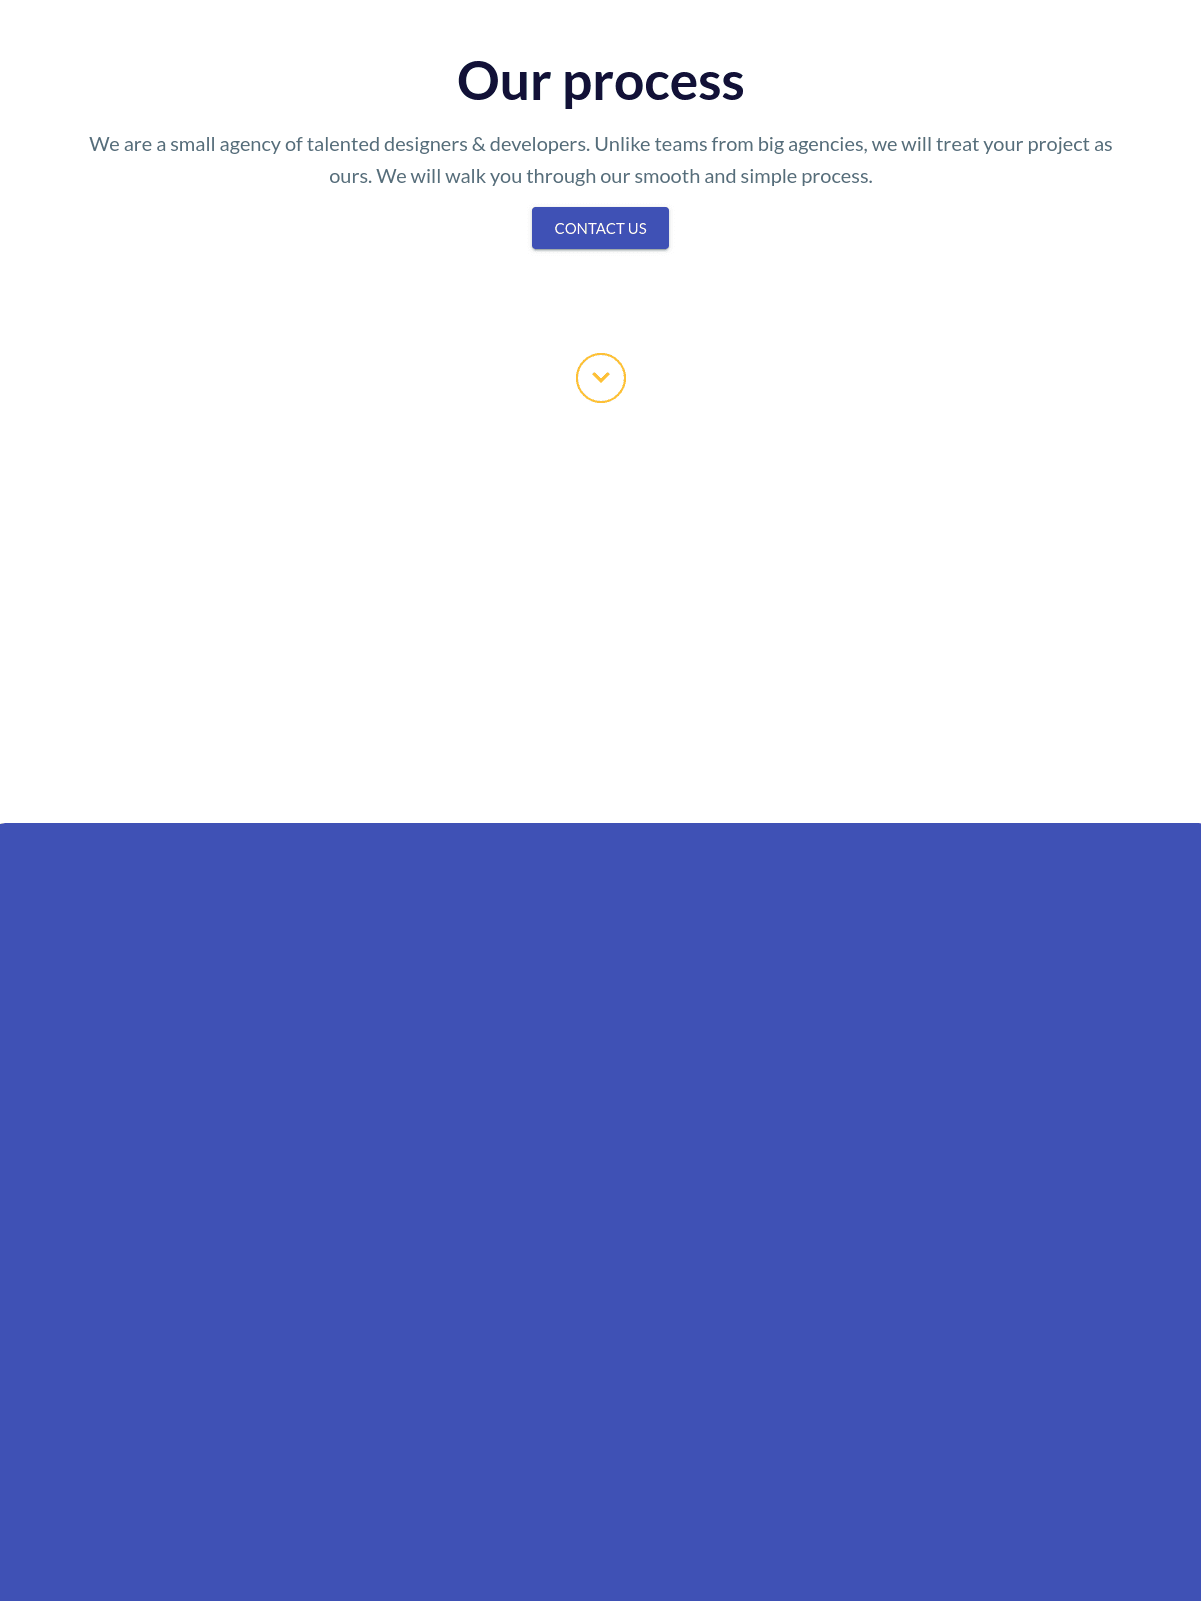 Our process
We are a small agency of talented designers & developers. Unlike teams from big agencies, we will treat your project as
ours. We will walk you through our smooth and simple process.
CONTACT US